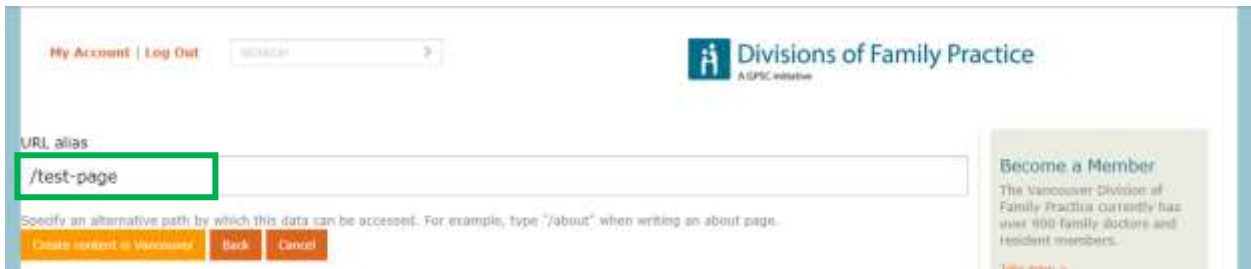 My Account | Log Out
SEARCH
Divisions of Family Practice
A GPSC initiative
URL alias
/test-page
Specify an alternative path by which this data can be accessed. For example, type "/about" when writing an about page.
Create content in Vancouver
Back
Cancel
Become a Member
The Vancouver Division of
Family Practice currently has
over 900 family doctors and
resident members.